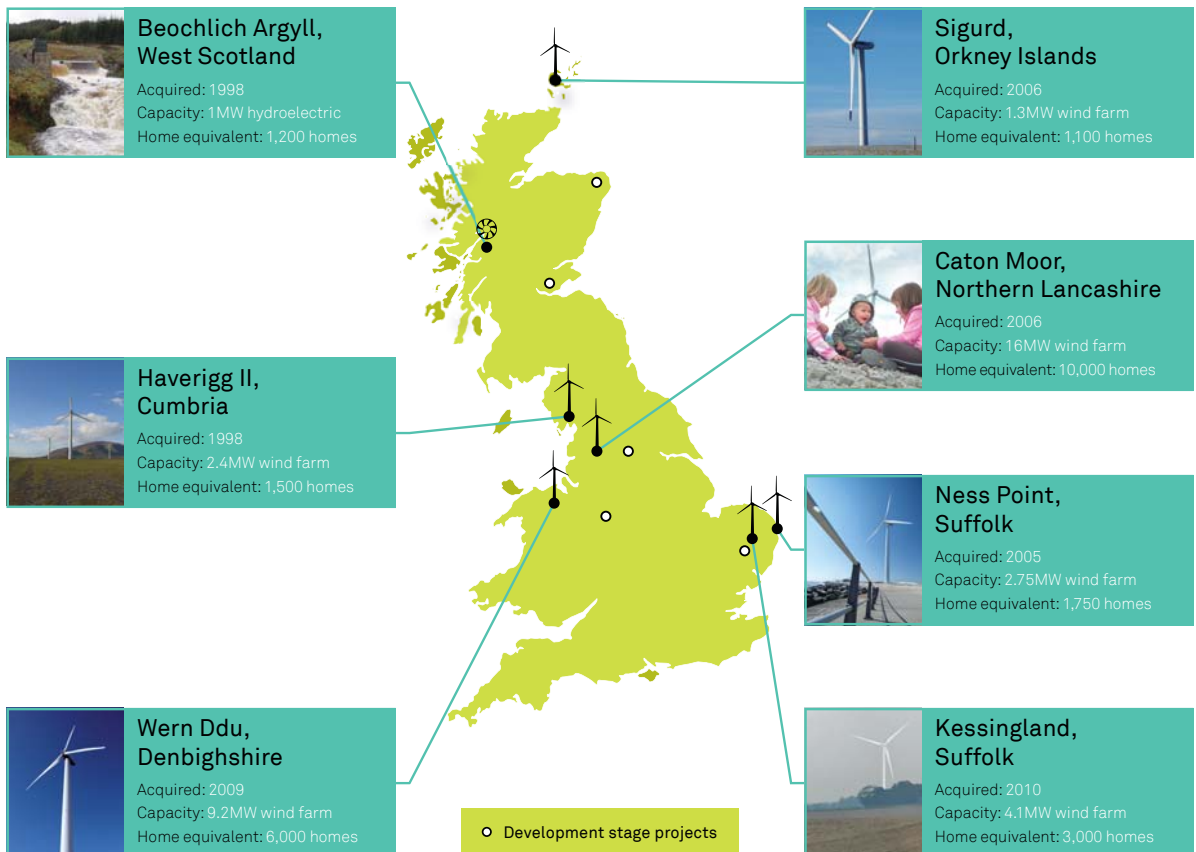 Beochlich Argyll,
West Scotland
Acquired: 1998
Capacity: 1MW hydroelectric
Home equivalent: 1,200 homes
Sigurd,
Orkney Islands
Acquired: 2006
Capacity: 1.3MW wind farm
Home equivalent: 1,100 homes
Caton Moor,
Northern Lancashire
Acquired: 2006
Capacity: 16MW wind farm
Home equivalent: 10,000 homes
Haverigg II,
Cumbria
Acquired: 1998
Capacity: 2.4MW wind farm
Home equivalent: 1,500 homes
Ness Point,
Suffolk
Acquired: 2005
Capacity: 2.75MW wind farm
Home equivalent: 1,750 homes
Wern Ddu,
Denbighshire
Acquired: 2009
Capacity: 9.2MW wind farm
Home equivalent: 6,000 homes
Kessingland,
Suffolk
Acquired: 2010
Capacity: 4.1MW wind farm
Home equivalent: 3,000 homes
Development stage projects